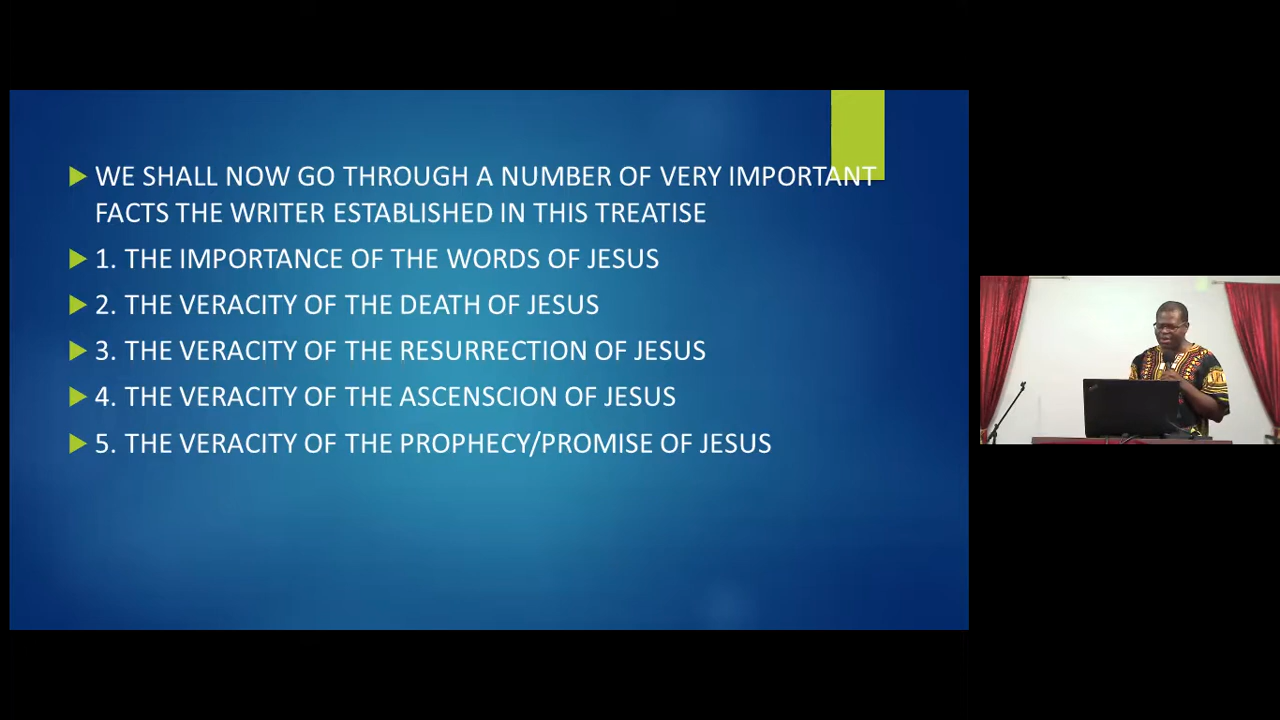 WE SHALL NOW GO THROUGH A NUMBER OF VERY IMPORTANT
FACTS THE WRITER ESTABLISHED IN THIS TREATISE
1. THE IMPORTANCE OF THE WORDS OF JESUS
2. THE VERACITY OF THE DEATH OF JESUS
3. THE VERACITY OF THE RESURRECTION OF JESUS
4. THE VERACITY OF THE ASCENSCION OF JESUS
5. THE VERACITY OF THE PROPHECY/PROMISE OF JESUS